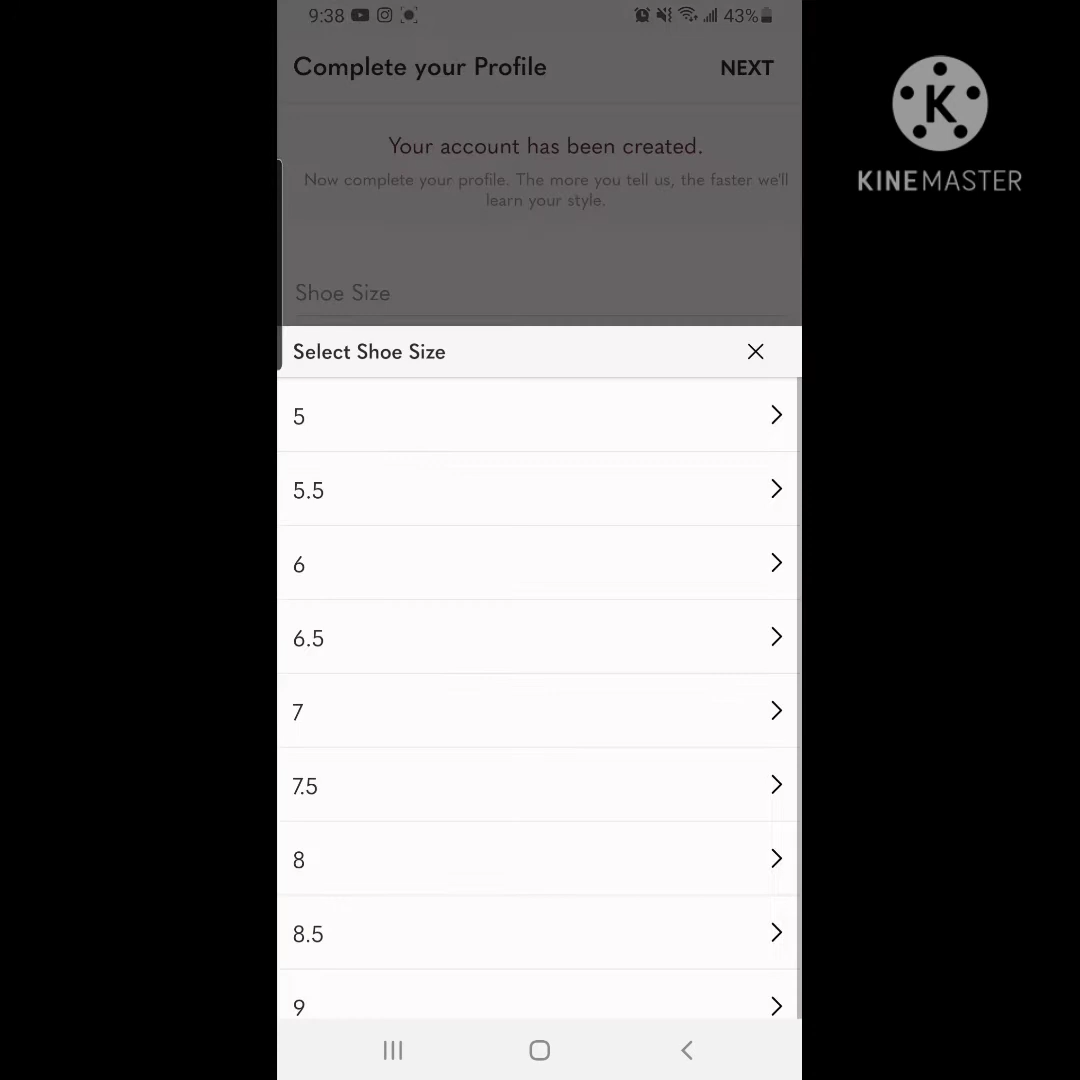 9:38 43%
Complete your Profile NEXT
Your account has been created.
Now complete your profile. The more you tell us, the faster we'll
learn your style.
Shoe Size
Select Shoe Size
5
5.5
6
6.5
7
7.5
8
8.5
9
K
KINEMASTER